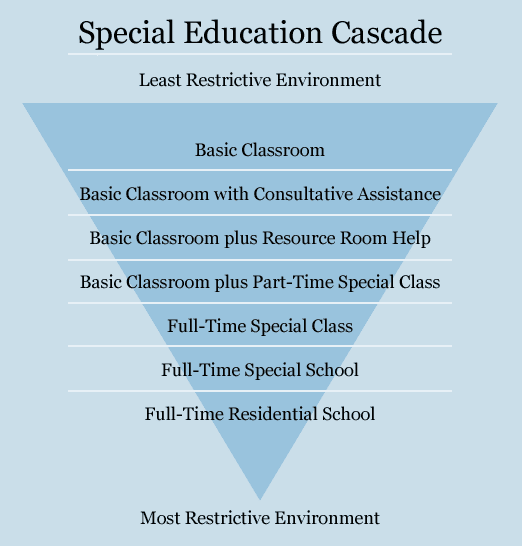 Special Education Cascade
Least Restrictive Environment
Basic Classroom
Basic Classroom with Consultative Assistance
Basic Classroom plus Resource Room Help
Basic Classroom plus Part-Time Special Class
Full-Time Special Class
Full-Time Special School
Full-Time Residential School
Most Restrictive Environment